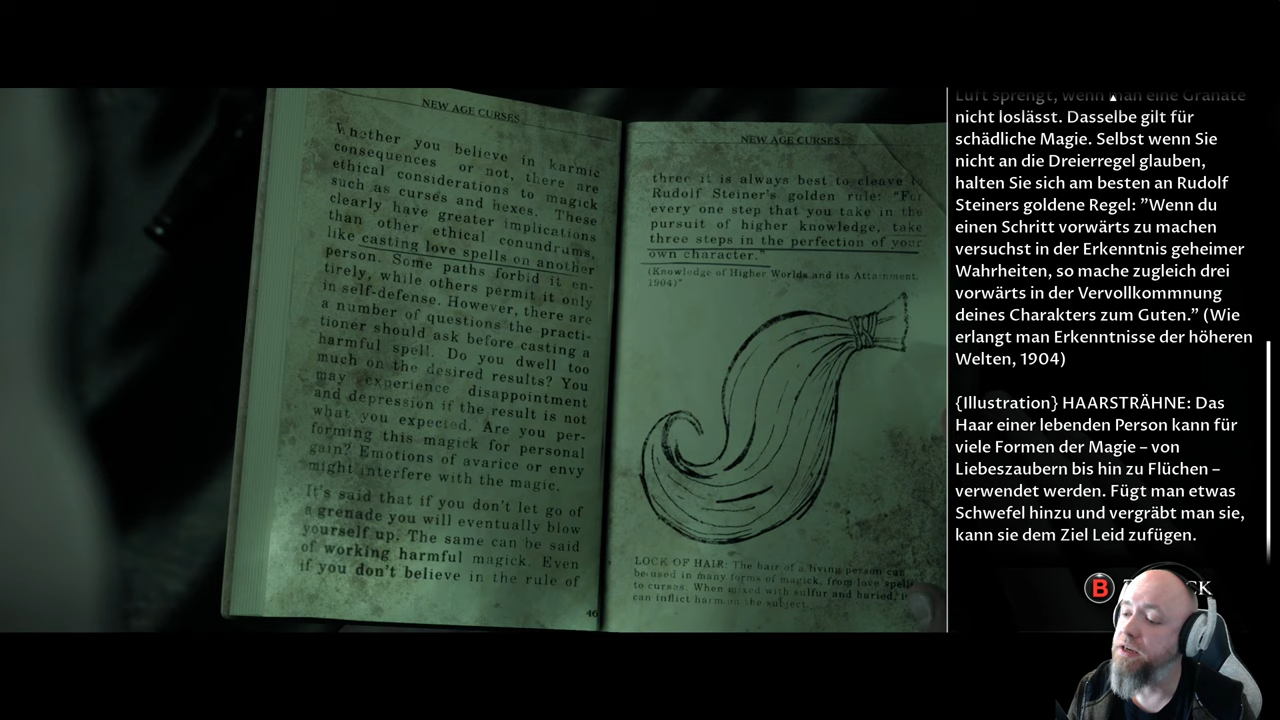 NEW AGE CURSES
Whether you believe in karmic
consequences or not, there are
ethical considerations to magick
such as curses and hexes. These
clearly have greater implications
than other ethical conundrums,
like casting love spells on another
person. Some paths forbid it en-
tirely, while others permit it only
in self-defense. However, there are
a number of questions the practi-
tioner should ask before casting a
harmful spell. Do you dwell too
much on the desired results? You
may experience disappointment
and depression if the result is not
what you expected. Are you per-
forming this magick for personal
gain? Emotions of avarice or envy
might interfere with the magic.
It's said that if you don't let go of
a grenade you will eventually blow
yourself up. The same can be said
of working harmful magick. Even
if you don't believe in the rule of
46
NEW AGE CURSES
three it is always best to cleave to
Rudolf Steiner's golden rule: "For
every one step that you take in the
pursuit of higher knowledge, take
three steps in the perfection of your
own character."
(Knowledge of Higher Worlds and its Attainment,
1904)"
LOCK OF HAIR: The hair of a living person can
be used in many forms of magick, from love spells
to curses. When mixed with sulfur and buried, it
can inflict harm on the subject.
Luft sprengt, wenn man eine Granate
nicht loslässt. Dasselbe gilt für
schädliche Magie. Selbst wenn Sie
nicht an die Dreierregel glauben,
halten Sie sich am besten an Rudolf
Steiners goldene Regel: "Wenn du
einen Schritt vorwärts zu machen
versuchst in der Erkenntnis geheimer
Wahrheiten, so mache zugleich drei
vorwärts in der Vervollkommnung
deines Charakters zum Guten." (Wie
erlangt man Erkenntnisse der höheren
Welten, 1904)
{Illustration} HAARSTRÄHNE: Das
Haar einer lebenden Person kann für
viele Formen der Magie – von
Liebeszaubern bis hin zu Flüchen –
verwendet werden. Fügt man etwas
Schwefel hinzu und vergräbt man sie,
kann sie dem Ziel Leid zufügen.
B